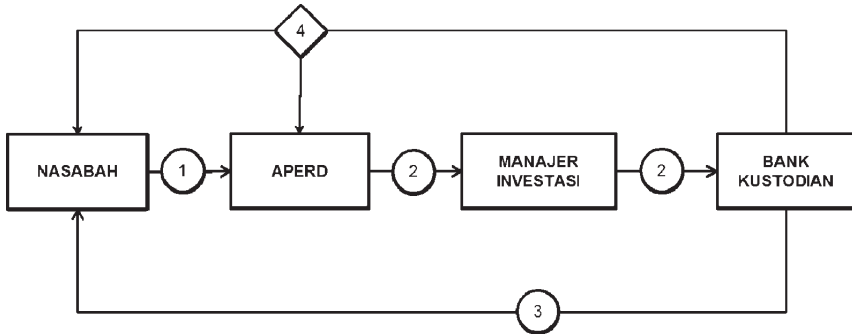 4
NASABAH
1
APERD
2
MANAJER
INVESTASI
2
BANK
KUSTODIAN
3